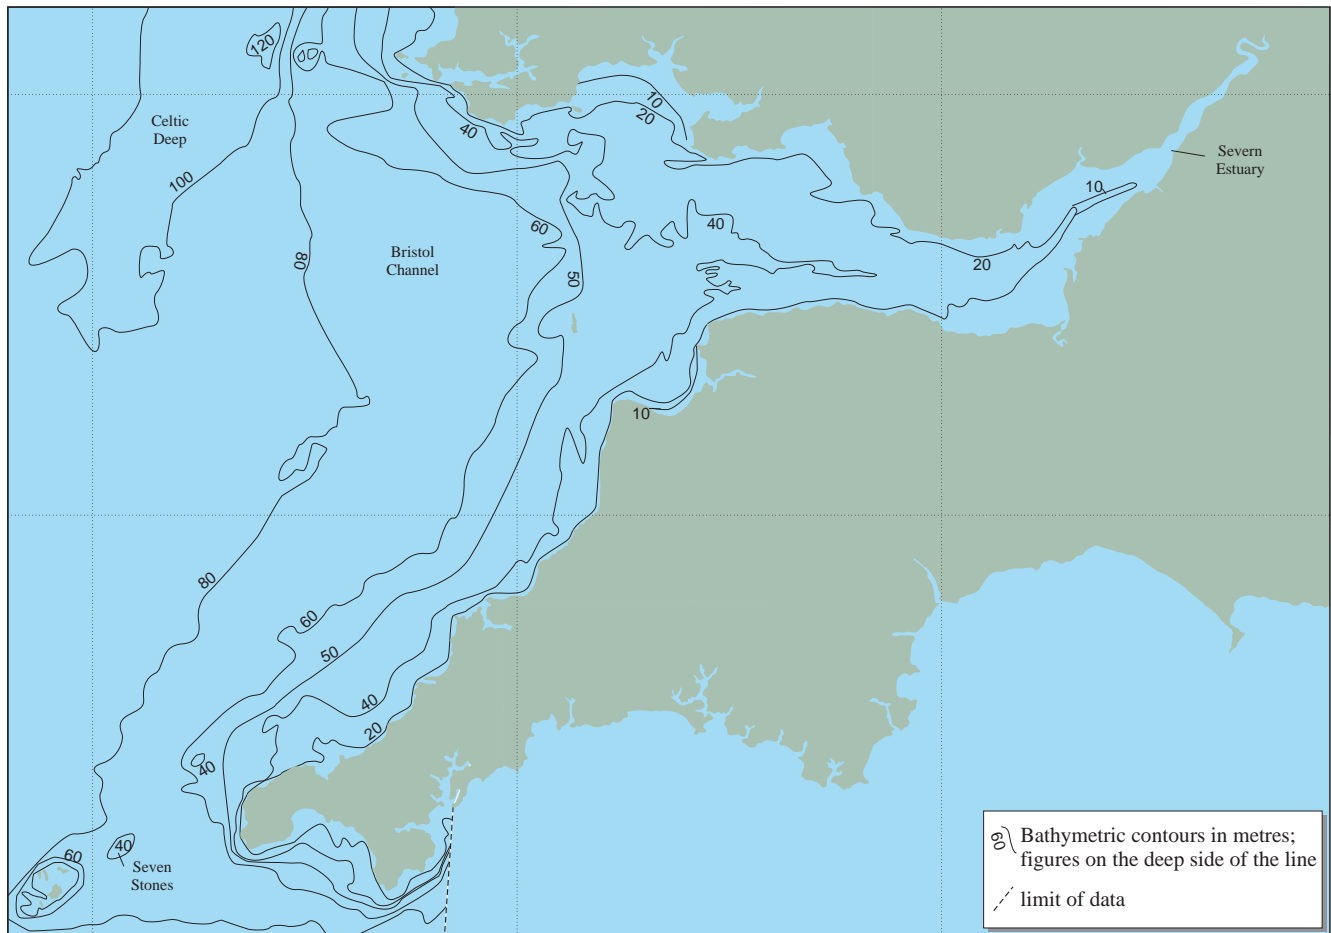 120
Celtic
Deep
100
40
10
20
Severn
Estuary
10
40
60
80
Bristol
Channel
50
20
10
80
60
50
40
20
40
60
40
Seven
Stones
60
Bathymetric contours in metres;
figures on the deep side of the line
limit of data